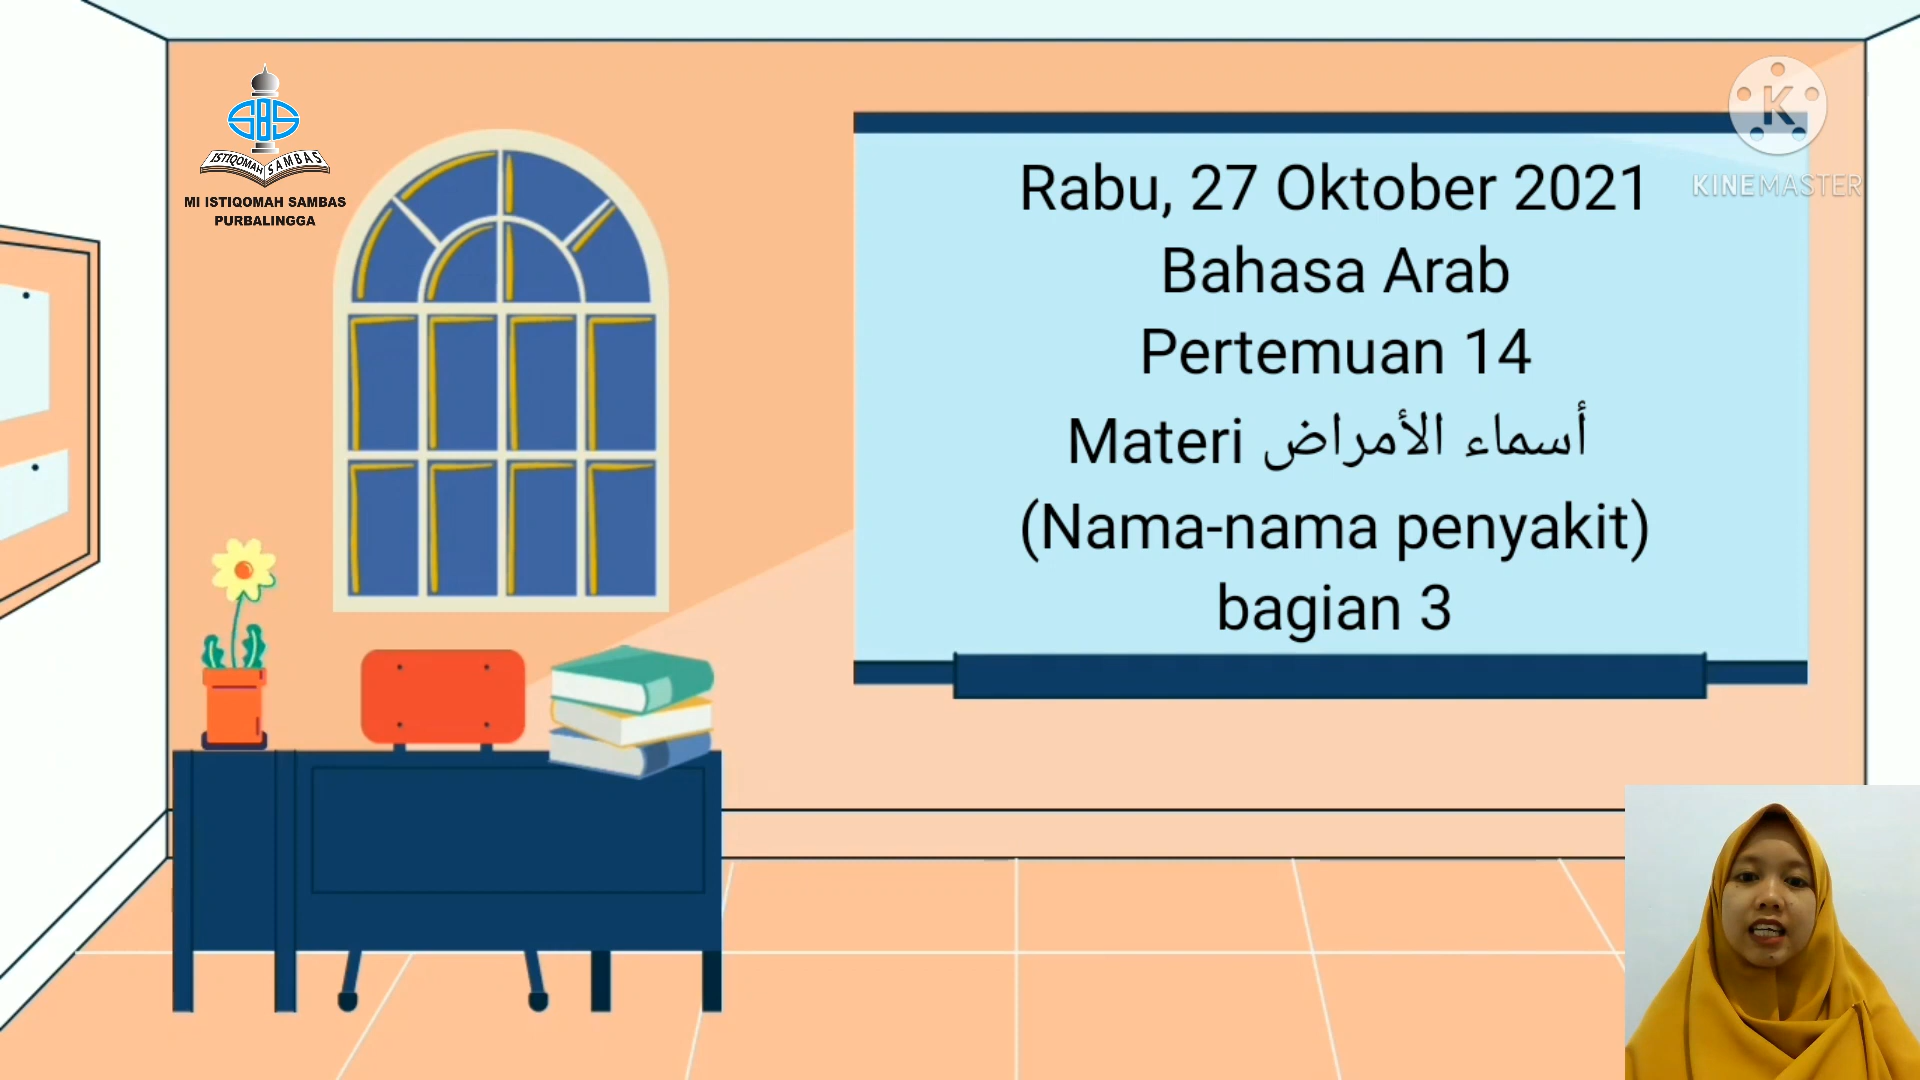 SBS
ISTIQOMAH SAMBAS
MI ISTIQOMAH SAMBAS
PURBALINGGA
Rabu, 27 Oktober 2021
Bahasa Arab
Pertemuan 14
Materi أسماء الأمراض
(Nama-nama penyakit)
bagian 3
K
KINEMASTER